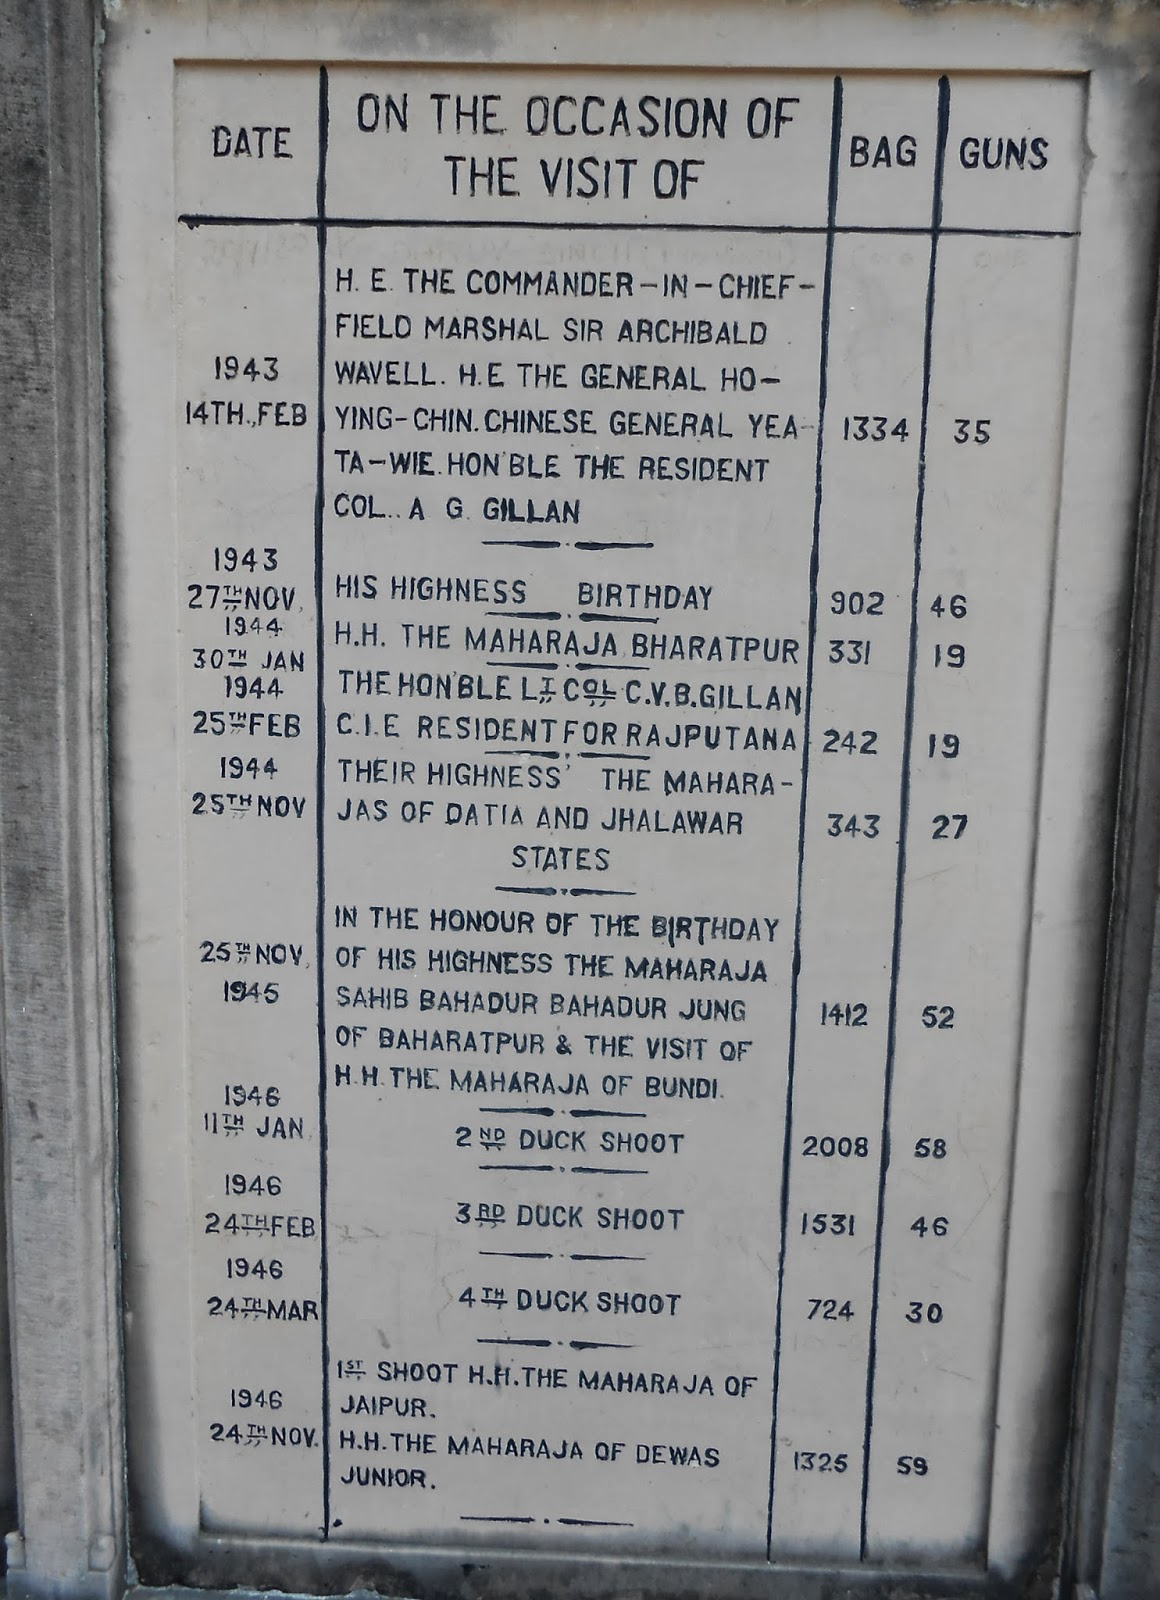 DATE ON THE OCCASION OF THE VISIT OF BAG GUNS
H. E. THE COMMANDER-IN-CHIEF-
FIELD MARSHAL SIR ARCHIBALD
1943 WAVELL. H.E THE GENERAL HO-
14TH.,FEB YING-CHIN. CHINESE GENERAL YEA- 1334 35
TA-WIE. HON'BLE THE RESIDENT
COL.. A G. GILLAN
1943
27TH NOV, HIS HIGHNESS BIRTHDAY 902 46
1944
30TH JAN H.H. THE MAHARAJA BHARATPUR 331 19
1944 THE HON'BLE LT COL C.V.B.GILLAN
25TH FEB C.I.E RESIDENT FOR RAJPUTANA 242 19
1944 THEIR HIGHNESS' THE MAHARA-
25TH NOV JAS OF DATIA AND JHALAWAR 343 27
STATES
IN THE HONOUR OF THE BIRTHDAY
25TH NOV, OF HIS HIGHNESS THE MAHARAJA
1945 SAHIB BAHADUR BAHADUR JUNG 1412 52
OF BAHARATPUR & THE VISIT OF
H.H. THE MAHARAJA OF BUNDI.
1946
11TH JAN, 2ND DUCK SHOOT 2008 58
1946
24TH FEB 3RD DUCK SHOOT 1531 46
1946
24TH MAR 4TH DUCK SHOOT 724 30
1ST SHOOT H.H. THE MAHARAJA OF
1946 JAIPUR.
24TH NOV. H.H. THE MAHARAJA OF DEWAS 1325 59
JUNIOR.